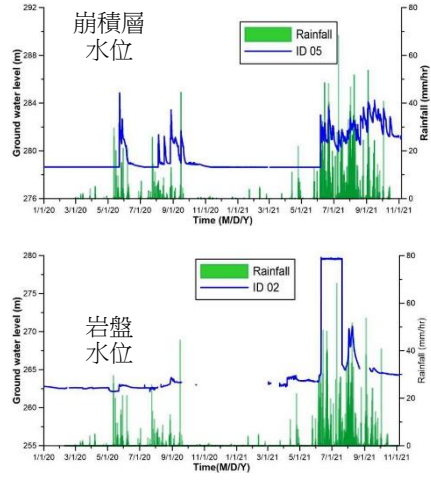 292
288
284
280
276
Ground water level (m)
崩積層
水位
Rainfall
ID 05
80
60
40
20
0
Rainfall (mm/hr)
1/1/20 3/1/20 5/1/20 7/1/20 9/1/20 11/1/20 1/1/21 3/1/21 5/1/21 7/1/21 9/1/21 11/1/21
Time (M/D/Y)
280
275
270
265
260
255
Ground water level (m)
岩盤
水位
Rainfall
ID 02
80
60
40
20
0
Rainfall (mm/hr)
1/1/20 3/1/20 5/1/20 7/1/20 9/1/20 11/1/20 1/1/21 3/1/21 5/1/21 7/1/21 9/1/21 11/1/21
Time(M/D/Y)